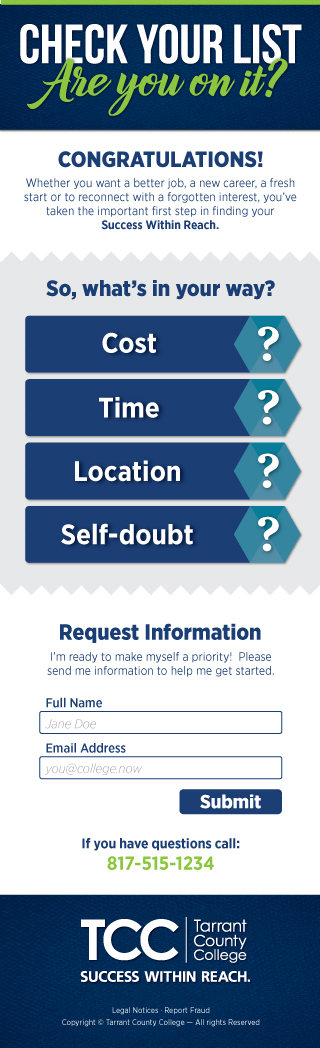 CHECK YOUR LIST
Are you on it?
CONGRATULATIONS!
Whether you want a better job, a new career, a fresh
start or to reconnect with a forgotten interest, you've
taken the important first step in finding your
Success Within Reach.
So, what's in your way?
Cost ?
Time ?
Location ?
Self-doubt ?
Request Information
I'm ready to make myself a priority! Please
send me information to help me get started.
Full Name
Jane Doe
Email Address
you@college.now
Submit
If you have questions call:
817-515-1234
TCC
Tarrant
County
College
SUCCESS WITHIN REACH.
Legal Notices · Report Fraud
Copyright © Tarrant County College — All rights Reserved